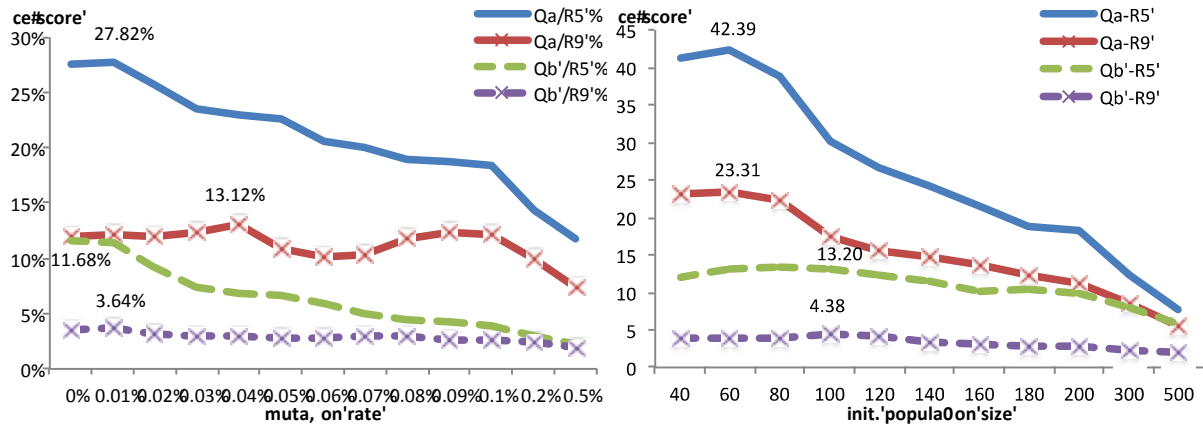 ce#score'
Qa/R5'%
Qa/R9'%
Qb'/R5'%
Qb'/R9'%
30%
25%
20%
15%
10%
5%
0%
27.82%
13.12%
11.68%
3.64%
0% 0.01% 0.02% 0.03% 0.04% 0.05% 0.06% 0.07% 0.08% 0.09% 0.1% 0.2% 0.5%
muta, on'rate'
ce#score'
Qa-R5'
Qa-R9'
Qb'-R5'
Qb'-R9'
45
40
35
30
25
20
15
10
5
0
42.39
23.31
13.20
4.38
40 60 80 100 120 140 160 180 200 300 500
init.'popula0on'size'